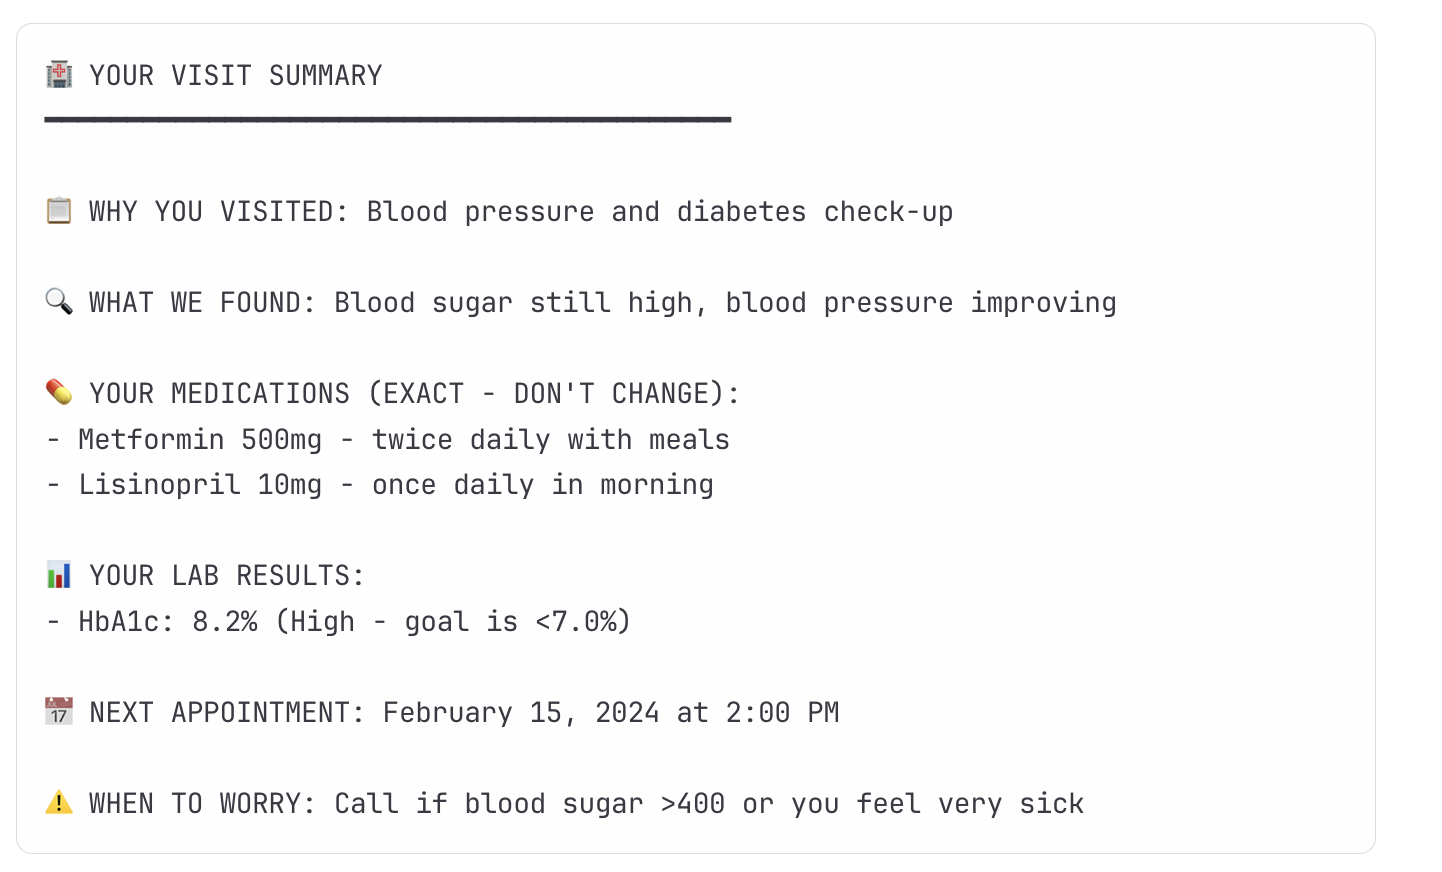 🏥 YOUR VISIT SUMMARY
━━━━━━━━━━━━━━━━━━━━━━━━━━━━━━━━━━━━━━━━━━
📋 WHY YOU VISITED: Blood pressure and diabetes check-up
🔍 WHAT WE FOUND: Blood sugar still high, blood pressure improving
💊 YOUR MEDICATIONS (EXACT - DON'T CHANGE):
- Metformin 500mg - twice daily with meals
- Lisinopril 10mg - once daily in morning
📊 YOUR LAB RESULTS:
- HbA1c: 8.2% (High - goal is <7.0%)
📅 NEXT APPOINTMENT: February 15, 2024 at 2:00 PM
⚠️ WHEN TO WORRY: Call if blood sugar >400 or you feel very sick